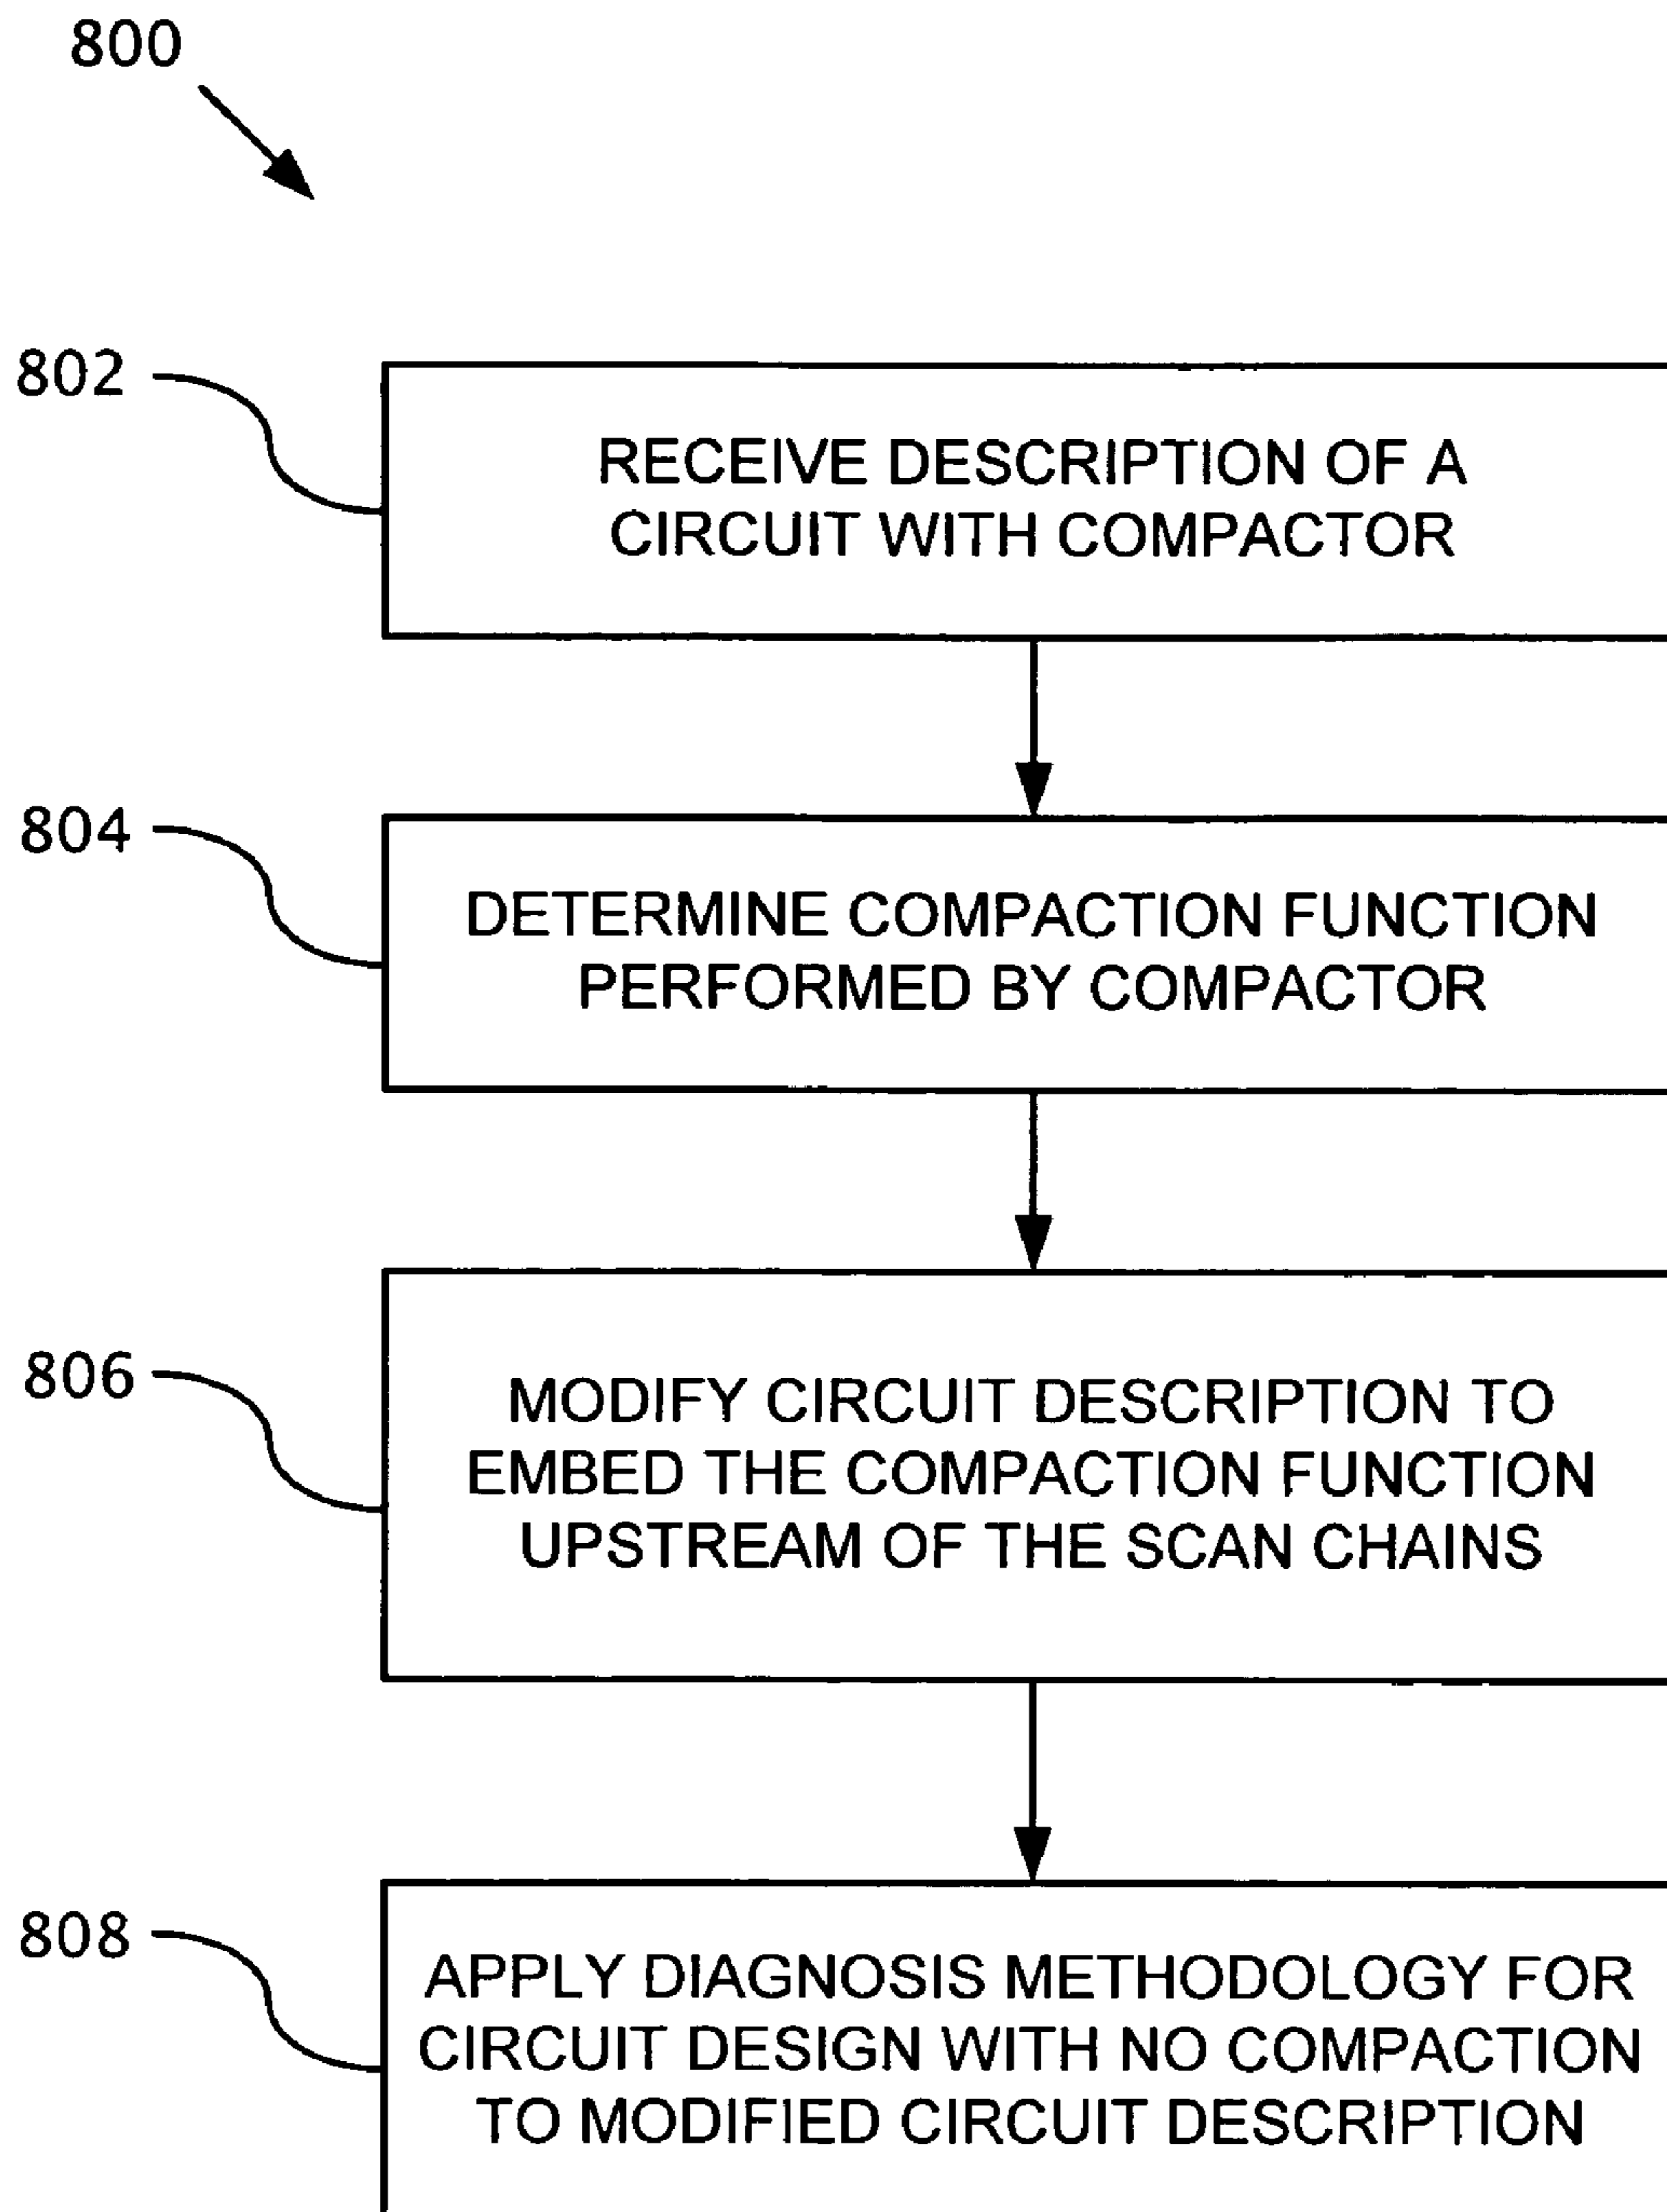 800
802
RECEIVE DESCRIPTION OF A
CIRCUIT WITH COMPACTOR
804
DETERMINE COMPACTION FUNCTION
PERFORMED BY COMPACTOR
806
MODIFY CIRCUIT DESCRIPTION TO
EMBED THE COMPACTION FUNCTION
UPSTREAM OF THE SCAN CHAINS
808
APPLY DIAGNOSIS METHODOLOGY FOR
CIRCUIT DESIGN WITH NO COMPACTION
TO MODIFIED CIRCUIT DESCRIPTION